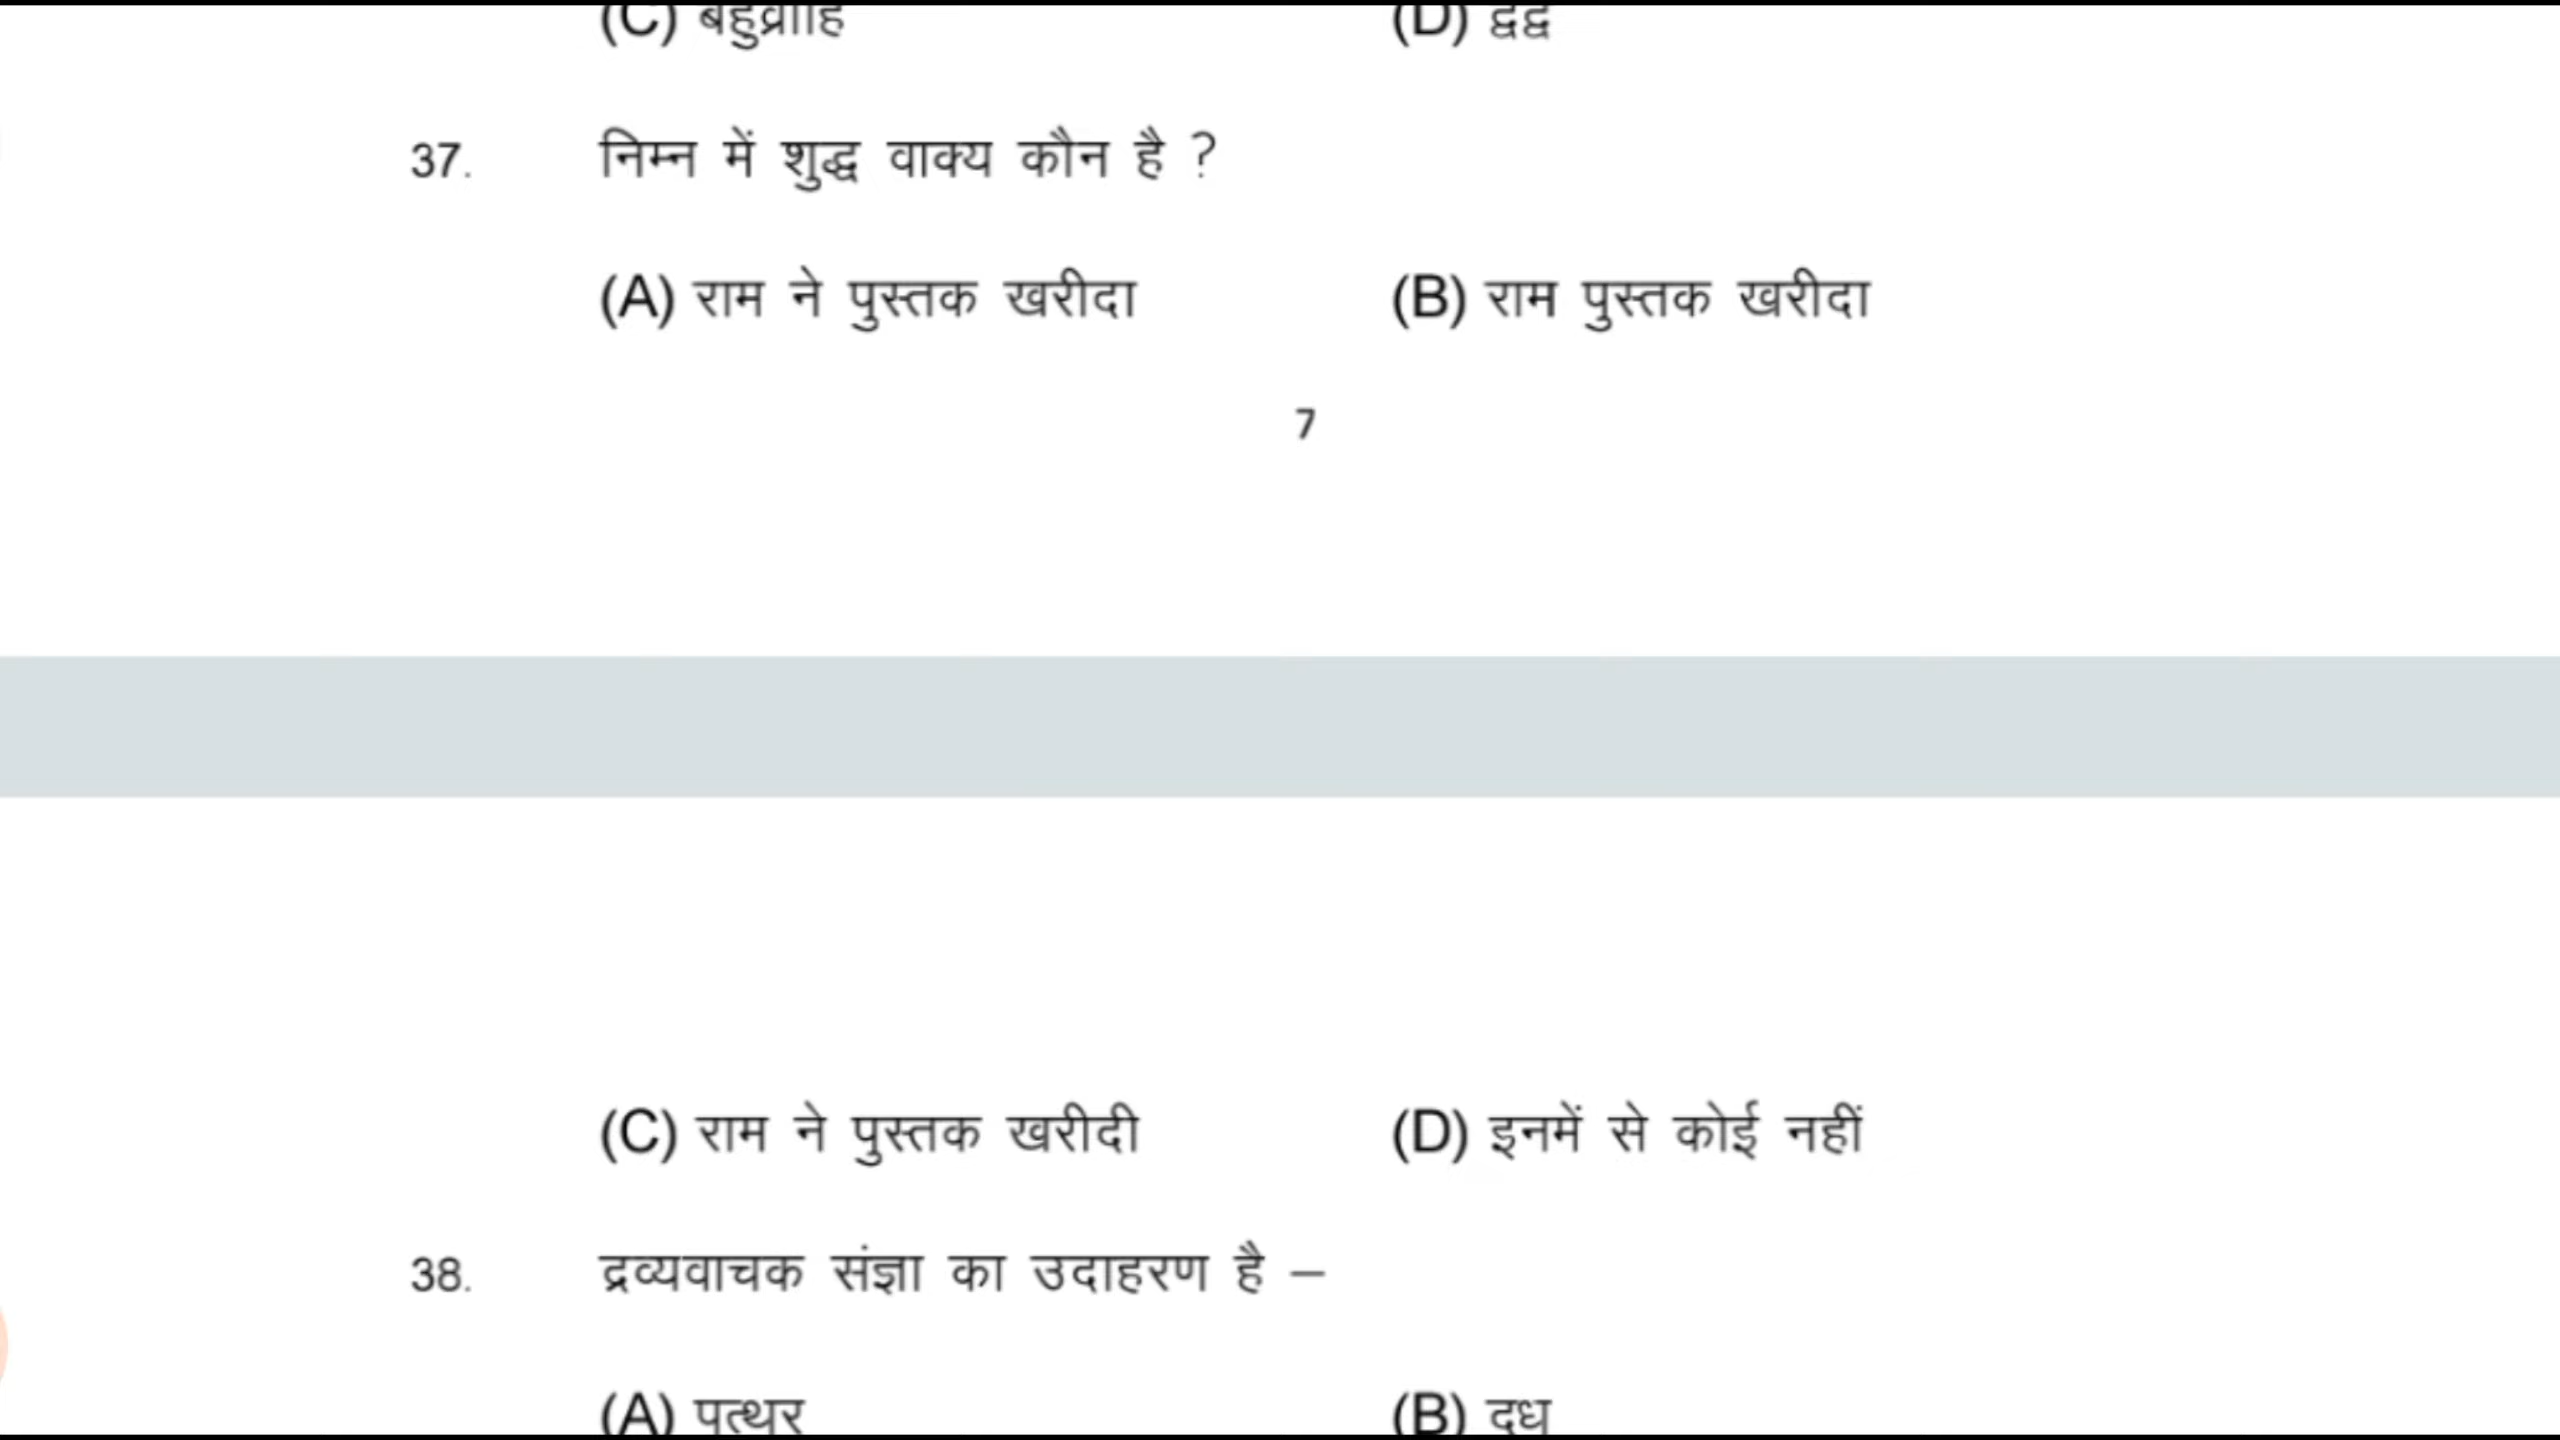 (C) बहुव्रीहि (D) द्वंद्व
37. निम्न में शुद्ध वाक्य कौन है ?
(A) राम ने पुस्तक खरीदा (B) राम पुस्तक खरीदा
7
(C) राम ने पुस्तक खरीदी (D) इनमें से कोई नहीं
38. द्रव्यवाचक संज्ञा का उदाहरण है –
(A) पत्थर (B) दूध